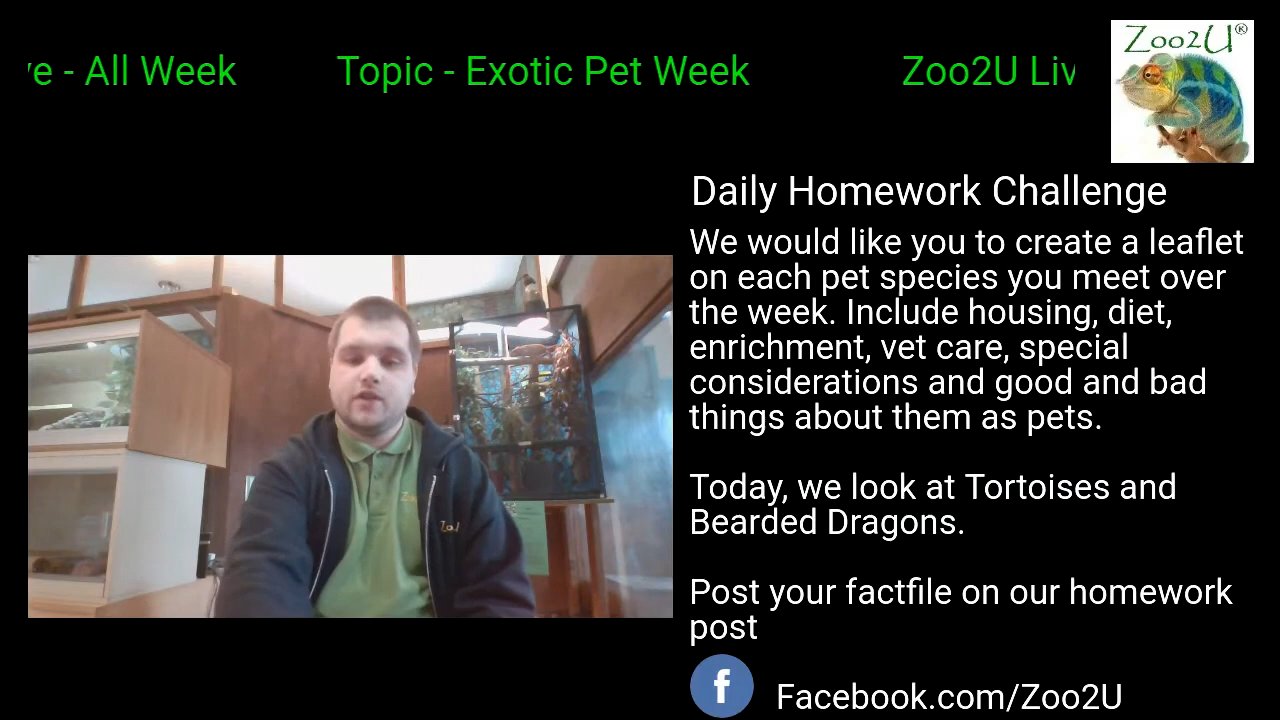 e - All Week Topic - Exotic Pet Week Zoo2U Liv
Zoo2U®
Daily Homework Challenge
We would like you to create a leaflet
on each pet species you meet over
the week. Include housing, diet,
enrichment, vet care, special
considerations and good and bad
things about them as pets.
Today, we look at Tortoises and
Bearded Dragons.
Post your factfile on our homework
post
f
Facebook.com/Zoo2U